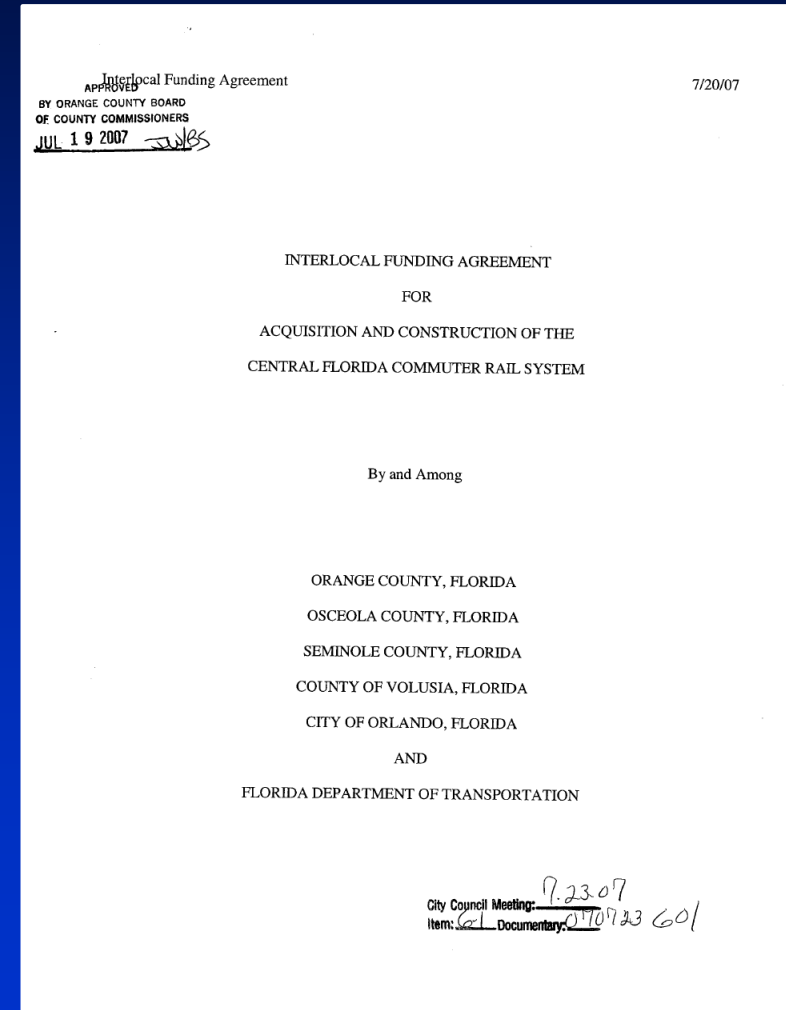 Interlocal Funding Agreement
7/20/07
APPROVED
BY ORANGE COUNTY BOARD
OF COUNTY COMMISSIONERS
JUL 19 2007
INTERLOCAL FUNDING AGREEMENT
FOR
ACQUISITION AND CONSTRUCTION OF THE
CENTRAL FLORIDA COMMUTER RAIL SYSTEM
By and Among
ORANGE COUNTY, FLORIDA
OSCEOLA COUNTY, FLORIDA
SEMINOLE COUNTY, FLORIDA
COUNTY OF VOLUSIA, FLORIDA
CITY OF ORLANDO, FLORIDA
AND
FLORIDA DEPARTMENT OF TRANSPORTATION
City Council Meeting: 7.23.07
Item: Documentary: 070723 601